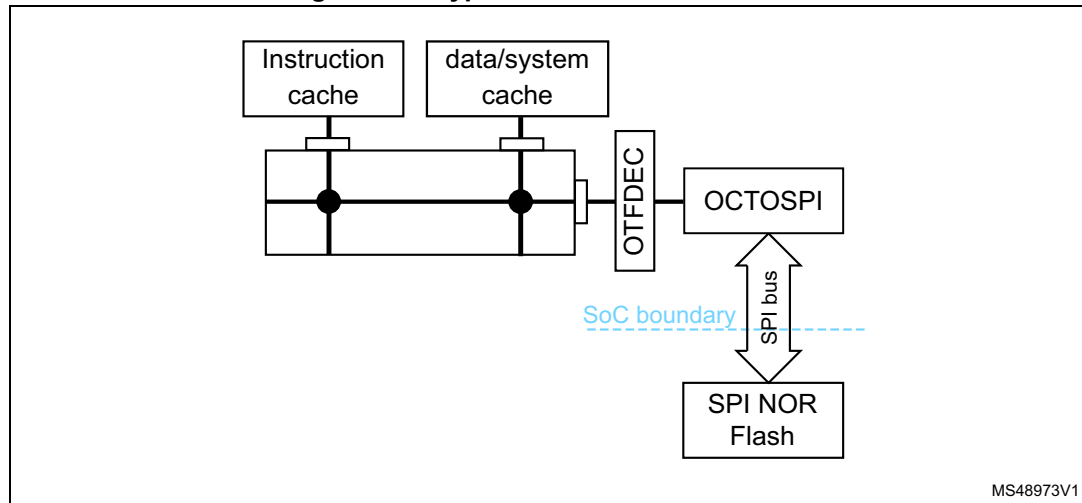 Instruction
cache
data/system
cache
OTFDEC
OCTOSPI
SPI bus
SoC boundary
SPI NOR
Flash
MS48973V1